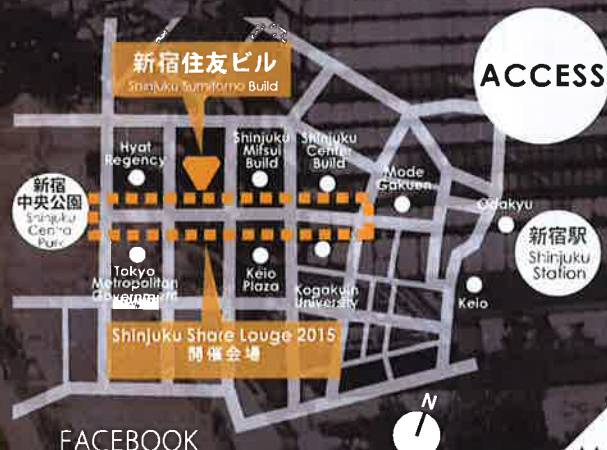 ACCESS
新宿住友ビル
Shinjuku Sumitomo Build
Hyat
Regency
Shinjuku
Mitsui
Build
Shinjuku
Center
Build
Mode
Gakuen
新宿
中央公園
Shinjuku
Central
Park
Odakyu
新宿駅
Shinjuku
Station
Tokyo
Metropolitan
Government
Keio
Plaza
Kogakuin
University
Keio
Shinjuku Share Louge 2015
開催会場
N
FACEBOOK